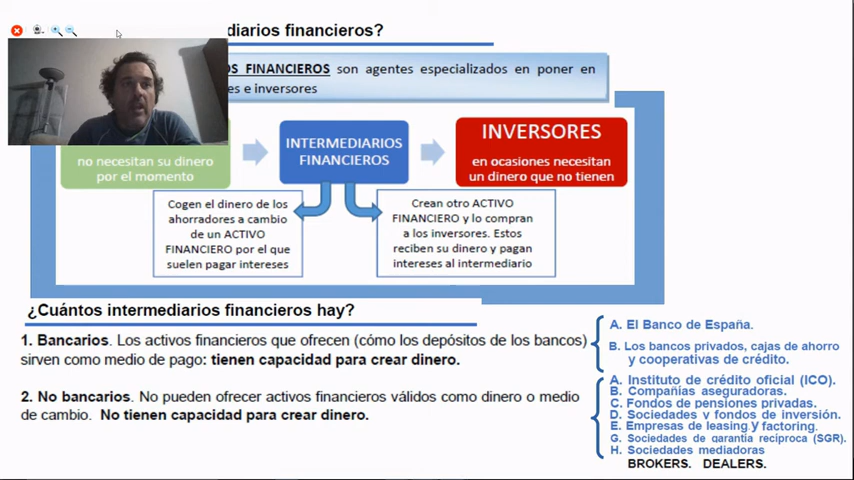 ediarios financieros?
OS FINANCIEROS son agentes especializados en poner en
es e inversores
no necesitan su dinero
por el momento
INTERMEDIARIOS
FINANCIEROS
INVERSORES
en ocasiones necesitan
un dinero que no tienen
Cogen el dinero de los
ahorradores a cambio
de un ACTIVO
FINANCIERO por el que
suelen pagar intereses
Crean otro ACTIVO
FINANCIERO y lo compran
a los inversores. Estos
reciben su dinero y pagan
intereses al intermediario
¿Cuántos intermediarios financieros hay?
1. Bancarios. Los activos financieros que ofrecen (cómo los depósitos de los bancos)
sirven como medio de pago: tienen capacidad para crear dinero.
A. El Banco de España.
B. Los bancos privados, cajas de ahorro
y cooperativas de crédito.
2. No bancarios. No pueden ofrecer activos financieros válidos como dinero o medio
de cambio. No tienen capacidad para crear dinero.
A. Instituto de crédito oficial (ICO).
B. Compañías aseguradoras.
C. Fondos de pensiones privadas.
D. Sociedades y fondos de inversión.
E. Empresas de leasing y factoring.
G. Sociedades de garantía recíproca (SGR).
H. Sociedades mediadoras
BROKERS. DEALERS.